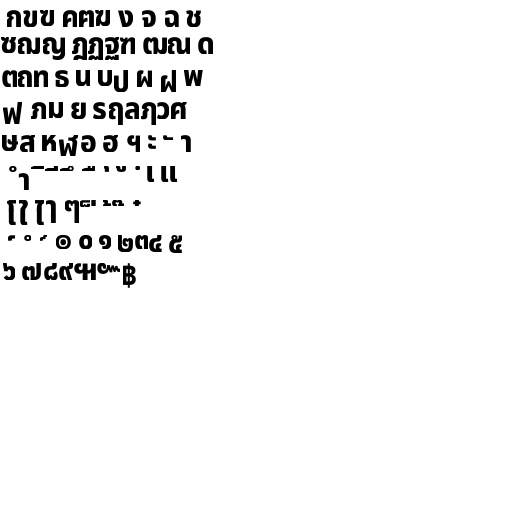 กขฃ คฅฆ ง จ ฉ ช
ซฌญ ฎฏฐฑ ฒณ ด
ตถท ธ น บป ผ ฝ พ
ฟ ภม ย รฤลฦวศ
ษส หฬอ ฮ ฯ ะ ั า
ำ ิ ี ึ ื ุ ู ฺ เ แ
โใ ไๅ ๆ็ ่ ้ ๊ ๋
์ ํ ๎ ๏ ๐ ๑ ๒๓๔ ๕
๖ ๗๘๙๚๛฿